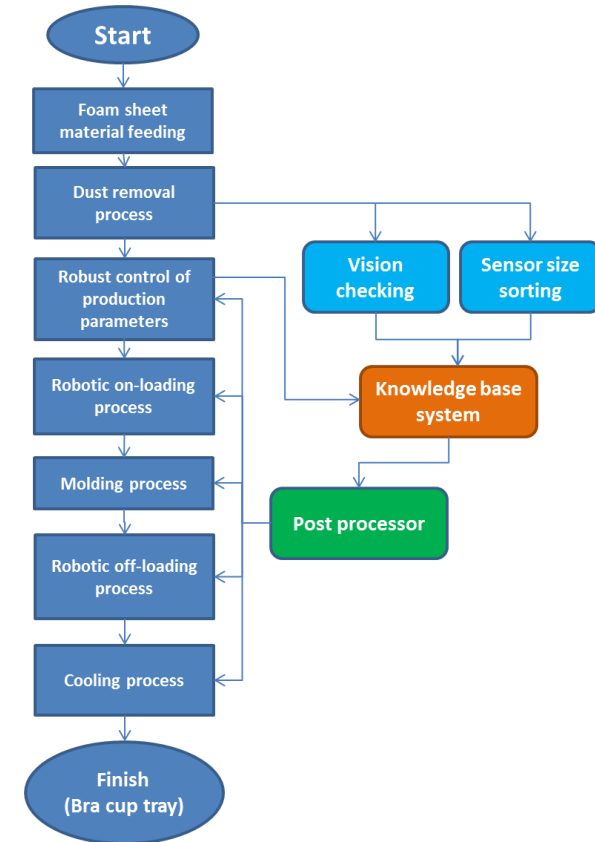 Start
Foam sheet
material feeding
Dust removal
process
Vision
checking
Sensor size
sorting
Robust control of
production
parameters
Robotic on-loading
process
Knowledge base
system
Molding process
Post processor
Robotic off-loading
process
Cooling process
Finish
(Bra cup tray)